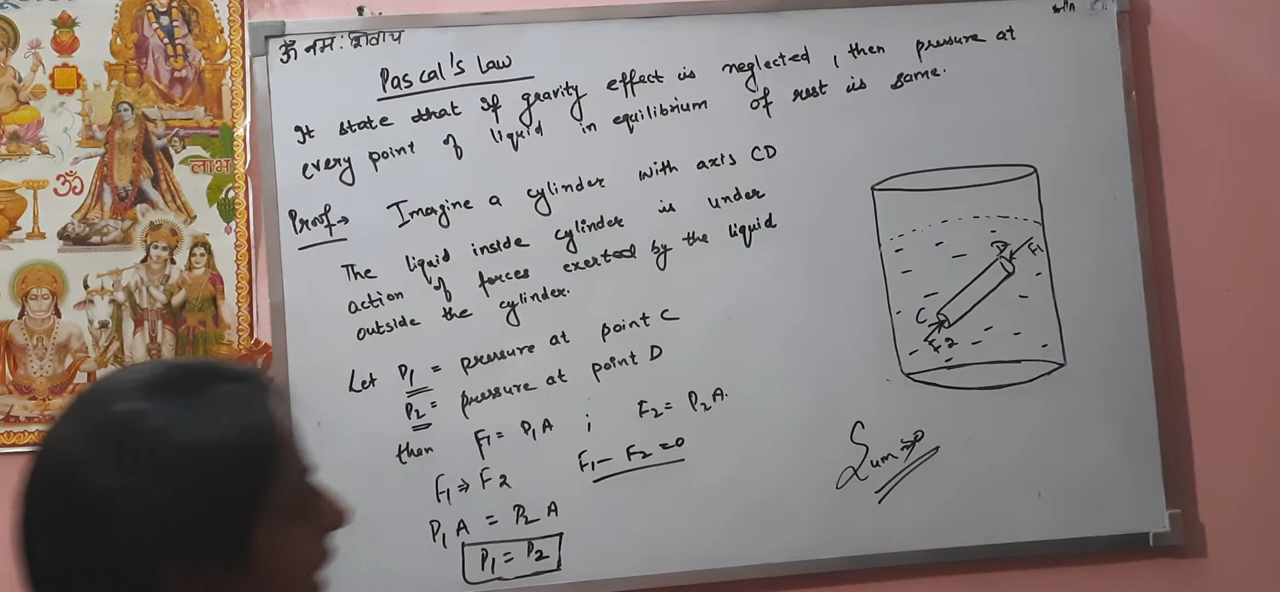 ॐ नमः शिवाय
Pascal's Law
It state that if gravity effect is neglected, then pressure at
every point of liquid in equilibrium of rest is same.
Proof→ Imagine a cylinder with axis CD
The liquid inside cylinder is under
action of forces exerted by the liquid
outside the cylinder.
Let P₁ = pressure at point C
P₂ = pressure at point D
then F₁ = P₁A ; F₂ = P₂A.
F₁ ⇒ F₂ F₁ - F₂ = 0
P₁A = P₂A
P₁ = P₂
D
F₁
C
F2
ॐ
लाभ